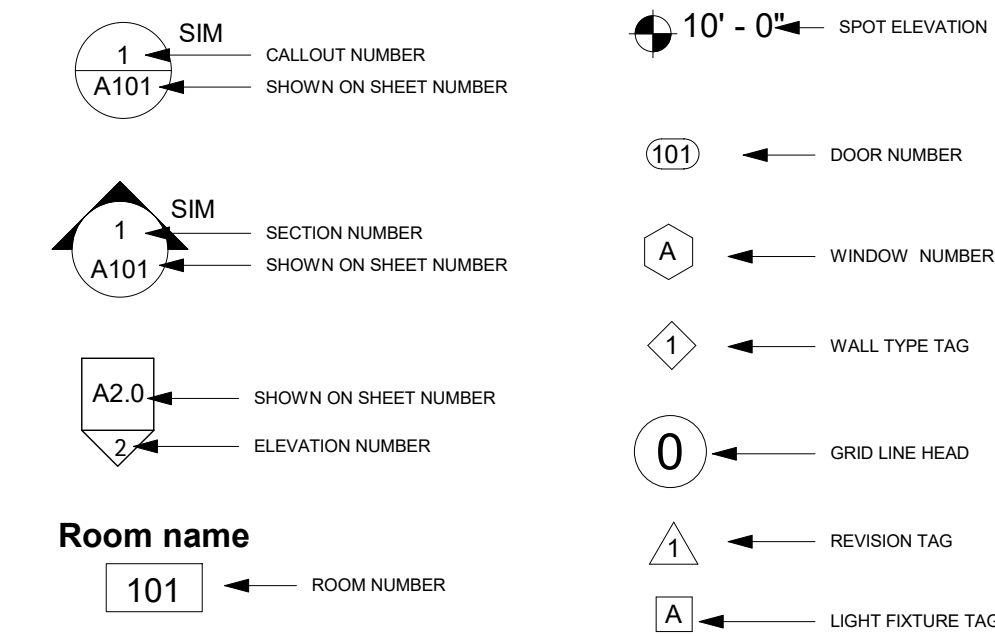 SIM
1
CALLOUT NUMBER
A101
SHOWN ON SHEET NUMBER
SIM
1
SECTION NUMBER
A101
SHOWN ON SHEET NUMBER
A2.0
SHOWN ON SHEET NUMBER
2
ELEVATION NUMBER
Room name
101
ROOM NUMBER
10' - 0"
SPOT ELEVATION
101
DOOR NUMBER
A
WINDOW NUMBER
1
WALL TYPE TAG
0
GRID LINE HEAD
1
REVISION TAG
A
LIGHT FIXTURE TAG